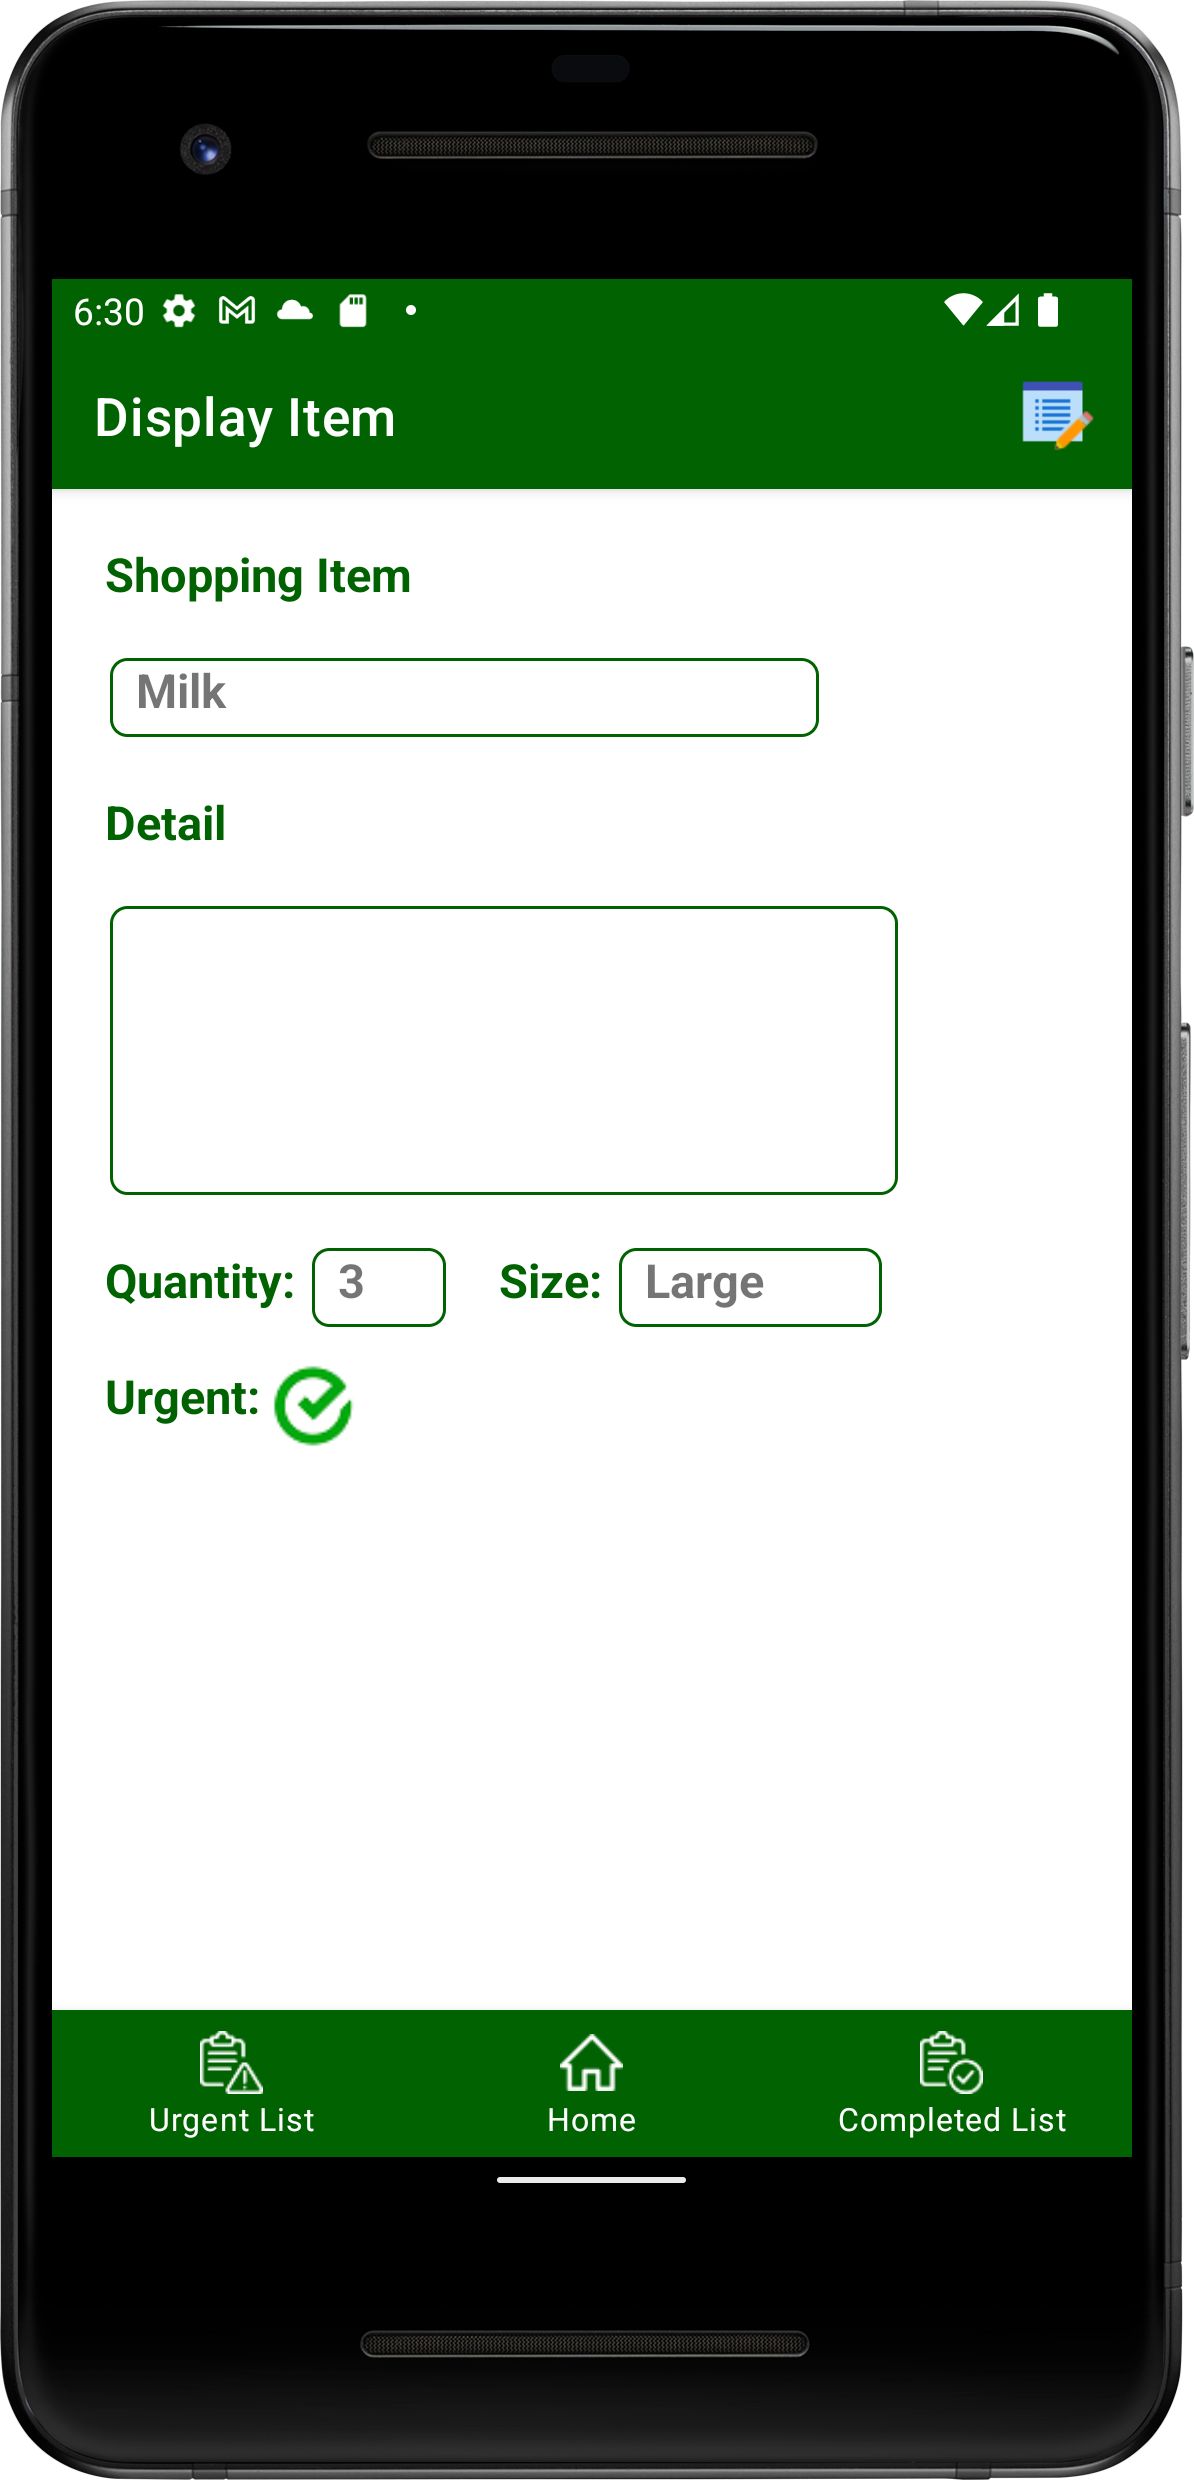 6:30
Display Item
Shopping Item
Milk
Detail
Quantity: 3 Size: Large
Urgent:
Urgent List Home Completed List